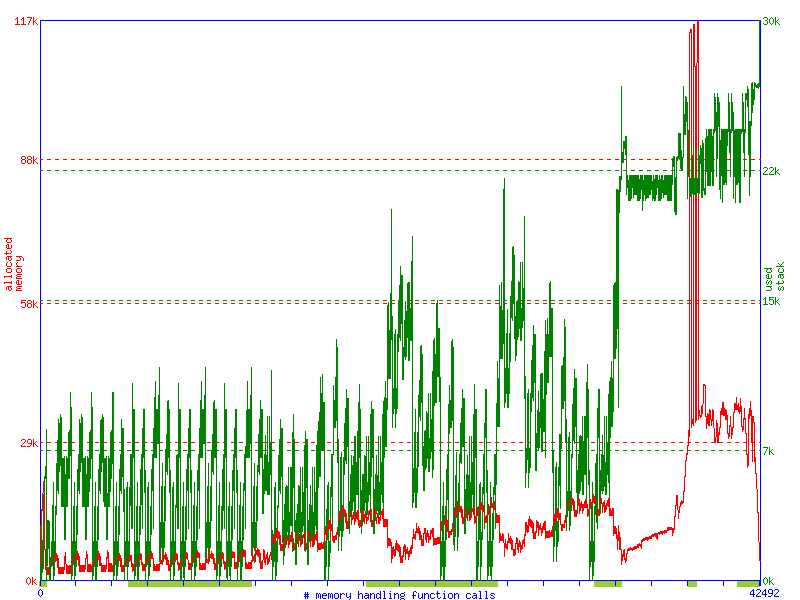 117k
30k
88k
22k
allocated
memory
used
stack
58k
15k
29k
7k
0k
0k
0
# memory handling function calls
42492